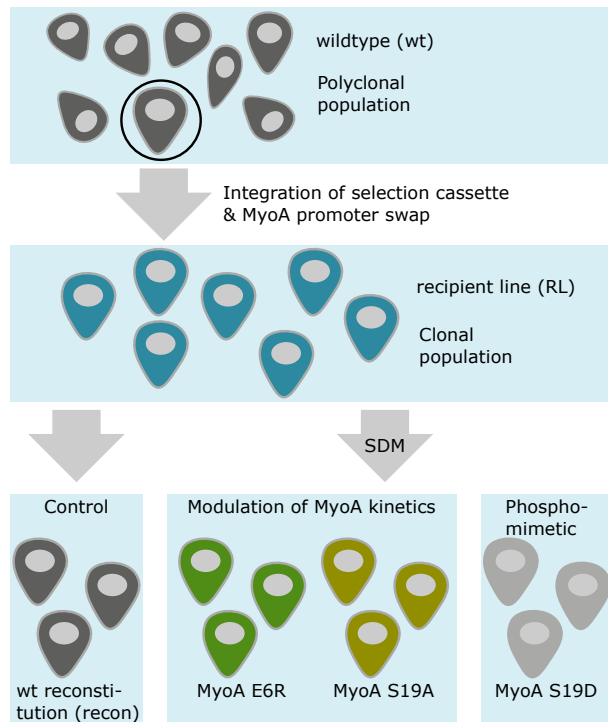 wildtype (wt)
Polyclonal
population
Integration of selection cassette
& MyoA promoter swap
recipient line (RL)
Clonal
population
SDM
Control
wt reconsti-
tution (recon)
Modulation of MyoA kinetics
MyoA E6R
MyoA S19A
Phospho-
mimetic
MyoA S19D